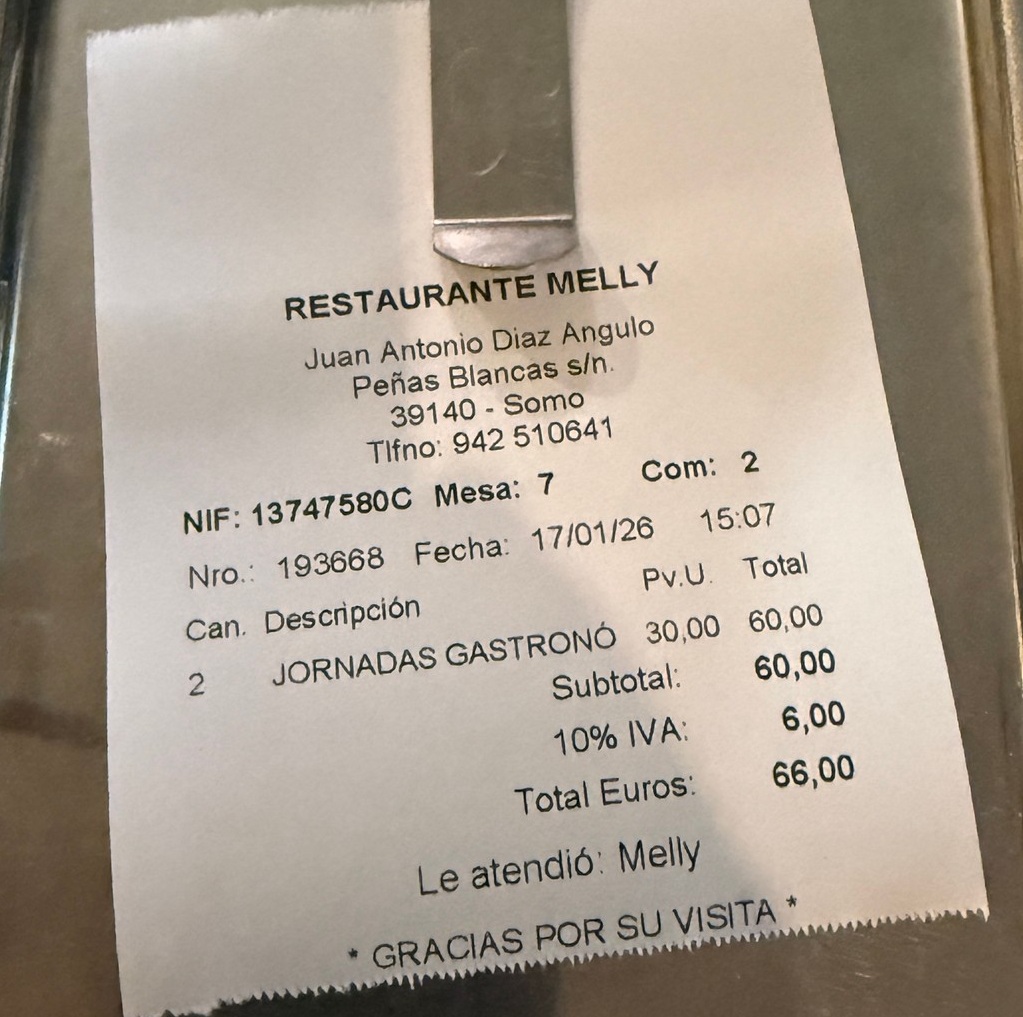 RESTAURANTE MELLY
Juan Antonio Diaz Angulo
Peñas Blancas s/n.
39140 - Somo
Tlfno: 942 510641
NIF: 13747580C Mesa: 7 Com: 2
Nro.: 193668 Fecha: 17/01/26 15:07
Can. Descripción Pv.U. Total
2 JORNADAS GASTRONÓ 30,00 60,00
Subtotal: 60,00
10% IVA: 6,00
Total Euros: 66,00
Le atendió: Melly
* GRACIAS POR SU VISITA *